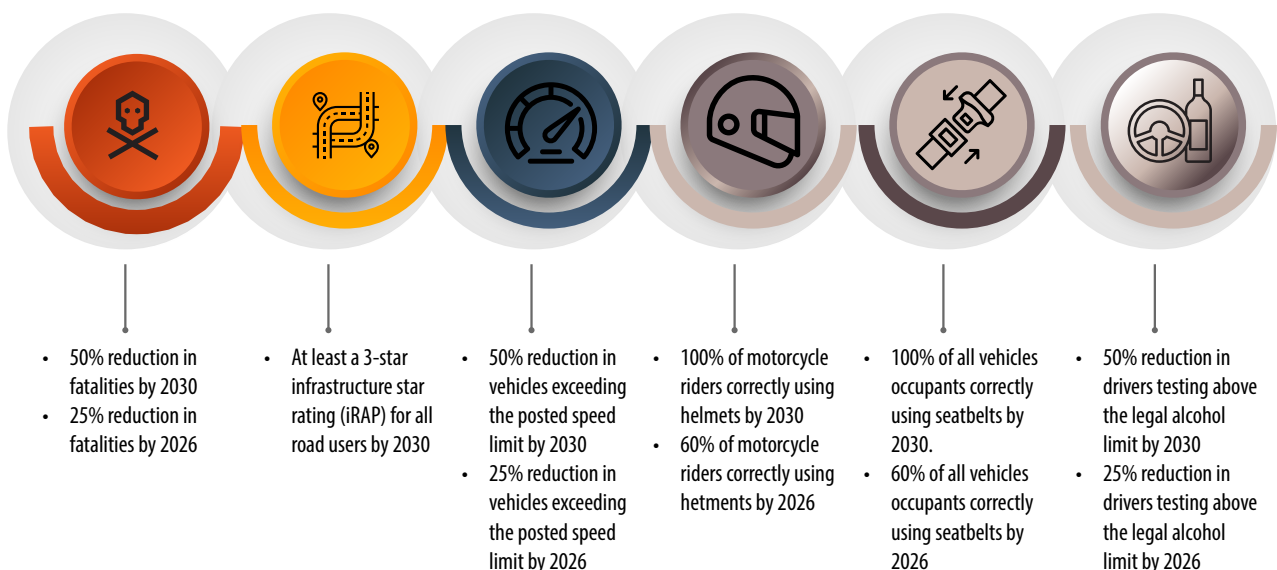 • 50% reduction in
fatalities by 2030
• 25% reduction in
fatalities by 2026
• At least a 3-star
infrastructure star
rating (iRAP) for all
road users by 2030
• 50% reduction in
vehicles exceeding
the posted speed
limit by 2030
• 25% reduction in
vehicles exceeding
the posted speed
limit by 2026
• 100% of motorcycle
riders correctly using
helmets by 2030
• 60% of motorcycle
riders correctly using
hetments by 2026
• 100% of all vehicles
occupants correctly
using seatbelts by
2030.
• 60% of all vehicles
occupants correctly
using seatbelts by
2026
• 50% reduction in
drivers testing above
the legal alcohol
limit by 2030
• 25% reduction in
drivers testing above
the legal alcohol
limit by 2026